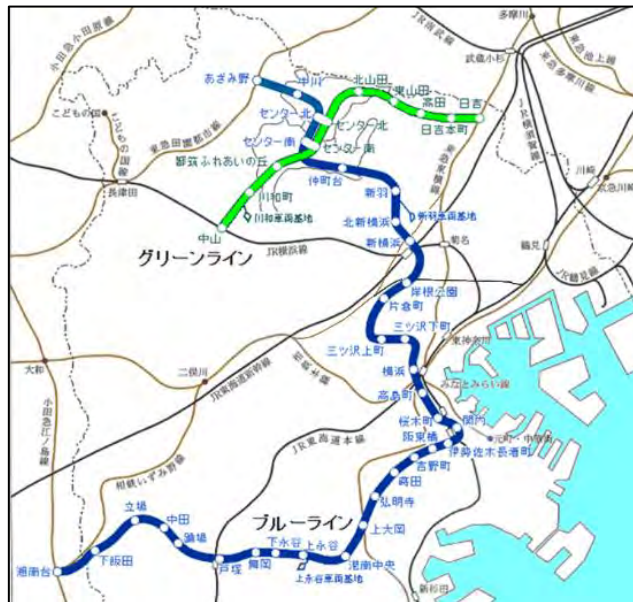 小田急小田原線
JR南武線
多摩川
東急池上線
東急多摩川線
武蔵小杉
あざみ野
中川
北山田
東山田
高田
日吉
日吉本町
こどもの国
東急田園都市線
センター北
センター北
センター南
センター南
都筑ふれあいの丘
仲町台
新羽
川和町
川和車両基地
新羽車両基地
北新横浜
長津田
中山
グリーンライン
JR横浜線
新横浜
菊名
東急東横線
JR横須賀線
川崎
京急川崎
鶴見
JR鶴見線
岸根公園
片倉町
三ツ沢下町
三ツ沢上町
東神奈川
横浜
みなとみらい線
高島町
桜木町
関内
元町・中華街
阪東橋
伊勢佐木長者町
吉野町
蒔田
弘明寺
上大岡
港南中央
大和
二俣川
JR東海道新幹線
相鉄本線
小田急江ノ島線
相鉄いずみ野線
JR東海道本線
ブルーライン
立場
中田
踊場
下飯田
湘南台
戸塚
舞岡
下永谷
上永谷
上永谷車両基地
新杉田